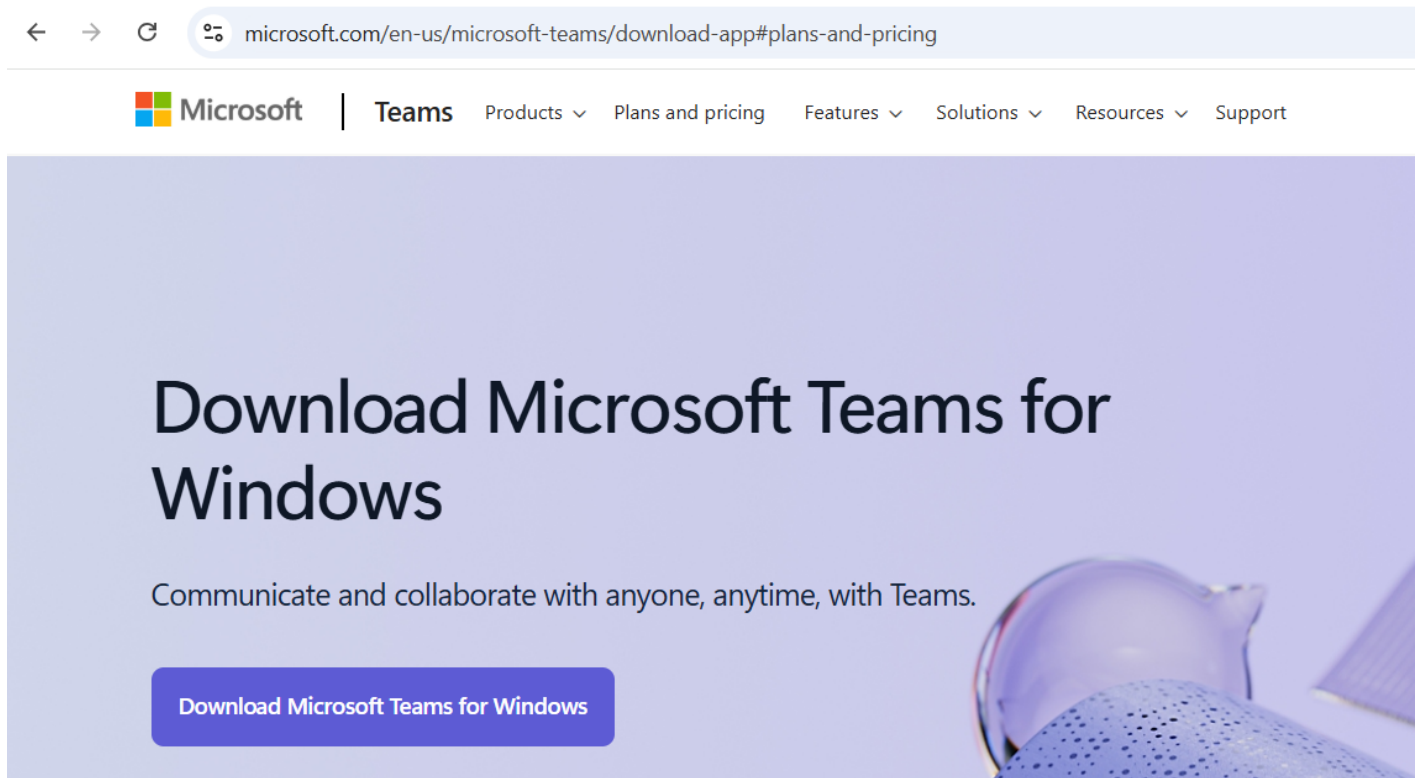 microsoft.com/en-us/microsoft-teams/download-app#plans-and-pricing
Microsoft Teams Products Plans and pricing Features Solutions Resources Support
Download Microsoft Teams for
Windows
Communicate and collaborate with anyone, anytime, with Teams.
Download Microsoft Teams for Windows